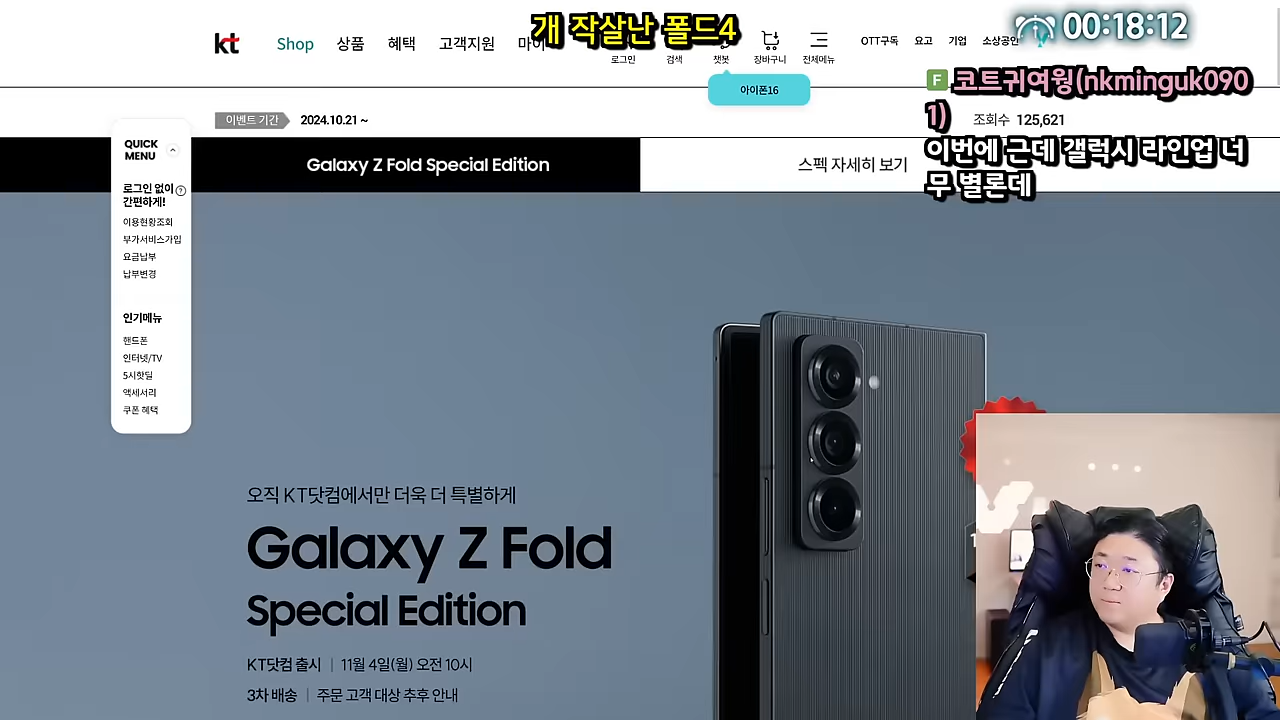 개 작살난 폴드4
00:18:12
kt
Shop 상품 혜택 고객지원 마이
로그인 검색 챗봇 장바구니 전체메뉴
OTT구독 요고 기업 소상공인
아이폰16
F 코트귀여웡(nkminguk090
1)
이번에 근데 갤럭시 라인업 너
무 별론데
이벤트 기간 2024.10.21 ~
조회수 125,621
Galaxy Z Fold Special Edition
스펙 자세히 보기
QUICK
MENU
로그인 없이 ?
간편하게!
이용현황조회
부가서비스가입
요금납부
납부변경
인기메뉴
핸드폰
인터넷/TV
5시핫딜
액세서리
쿠폰 혜택
오직 KT닷컴에서만 더욱 더 특별하게
Galaxy Z Fold
Special Edition
KT닷컴 출시 | 11월 4일(월) 오전 10시
3차 배송 | 주문 고객 대상 추후 안내